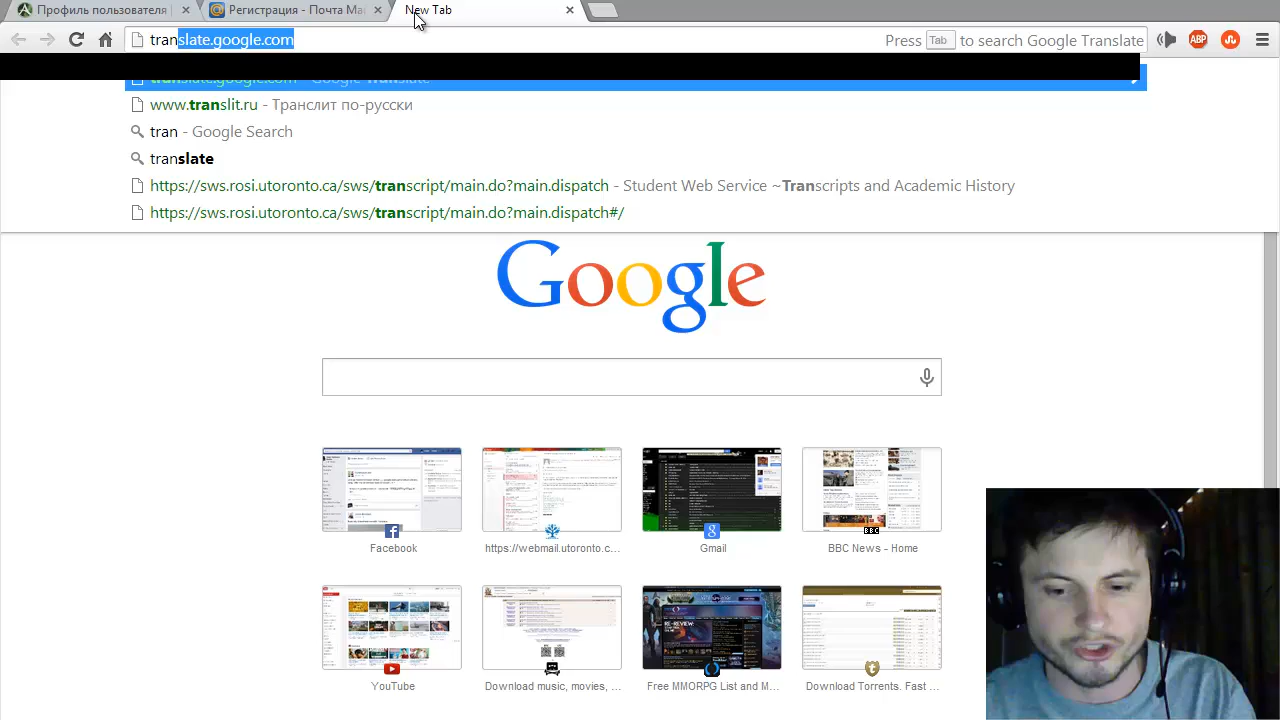 Профиль пользователя
Регистрация - Почта Ma
New Tab
translate.google.com
Press Tab to search Google Translate
ABP
translate.google.com - Google Translate
www.translit.ru - Транслит по-русски
tran - Google Search
translate
https://sws.rosi.utoronto.ca/sws/transcript/main.do?main.dispatch - Student Web Service ~Transcripts and Academic History
https://sws.rosi.utoronto.ca/sws/transcript/main.do?main.dispatch#/
Google
Facebook
https://webmail.utoronto.c...
Gmail
BBC News - Home
YouTube
Download music, movies, ...
Free MMORPG List and M...
Download Torrents. Fast ...